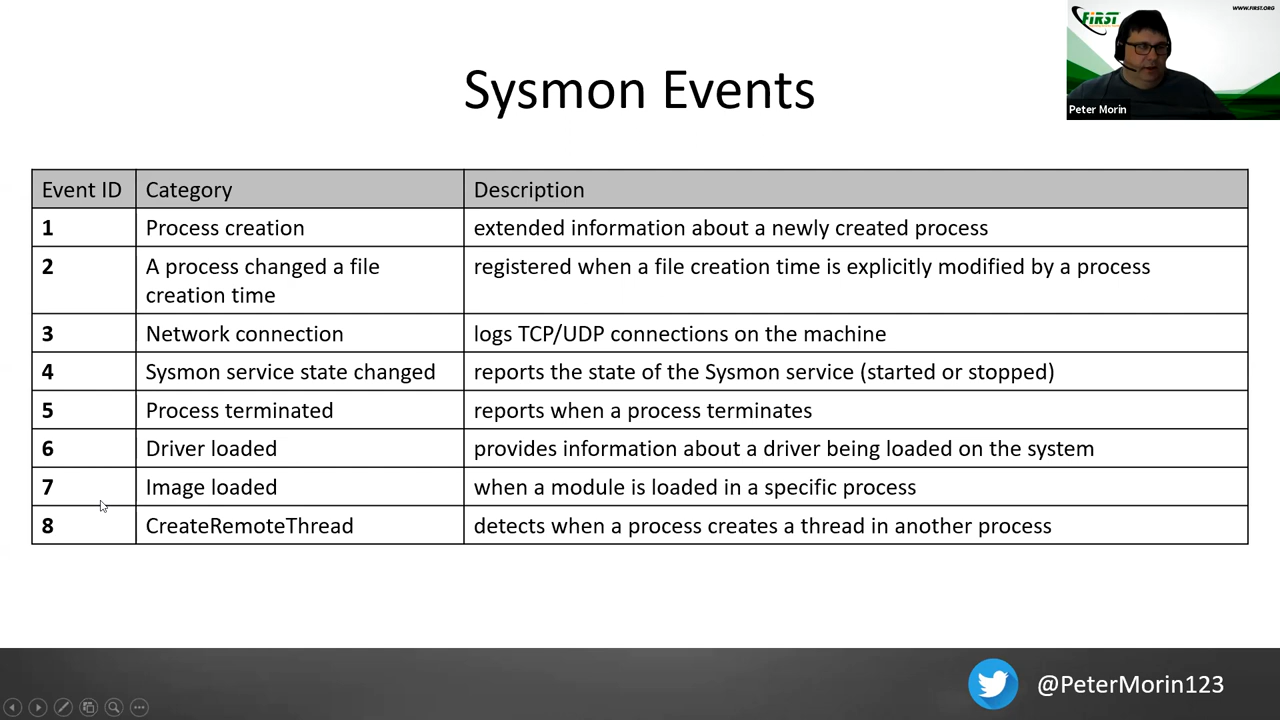 WWW.FIRST.ORG
FIRST
Peter Morin
Sysmon Events
Event ID Category Description
1 Process creation extended information about a newly created process
2 A process changed a file registered when a file creation time is explicitly modified by a process
creation time
3 Network connection logs TCP/UDP connections on the machine
4 Sysmon service state changed reports the state of the Sysmon service (started or stopped)
5 Process terminated reports when a process terminates
6 Driver loaded provides information about a driver being loaded on the system
7 Image loaded when a module is loaded in a specific process
8 CreateRemoteThread detects when a process creates a thread in another process
@PeterMorin123